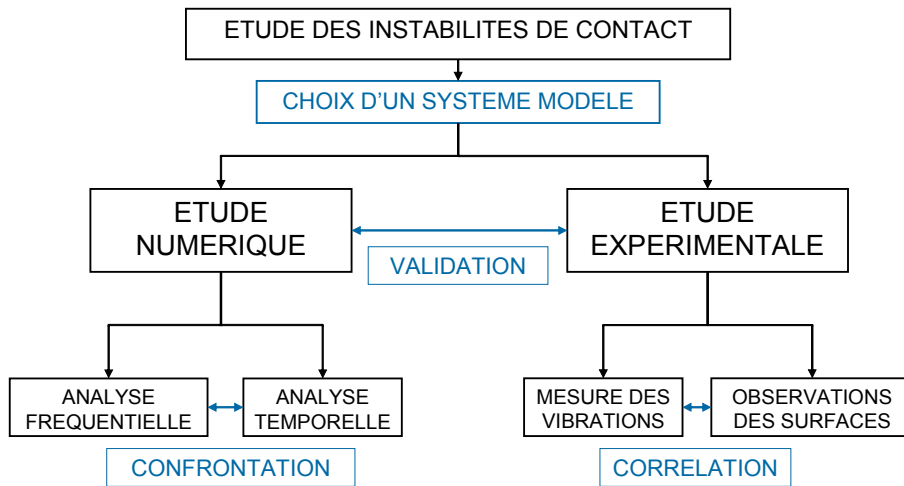 ETUDE DES INSTABILITES DE CONTACT
CHOIX D'UN SYSTEME MODELE
ETUDE
NUMERIQUE
VALIDATION
ETUDE
EXPERIMENTALE
ANALYSE
FREQUENTIELLE
ANALYSE
TEMPORELLE
CONFRONTATION
MESURE DES
VIBRATIONS
OBSERVATIONS
DES SURFACES
CORRELATION